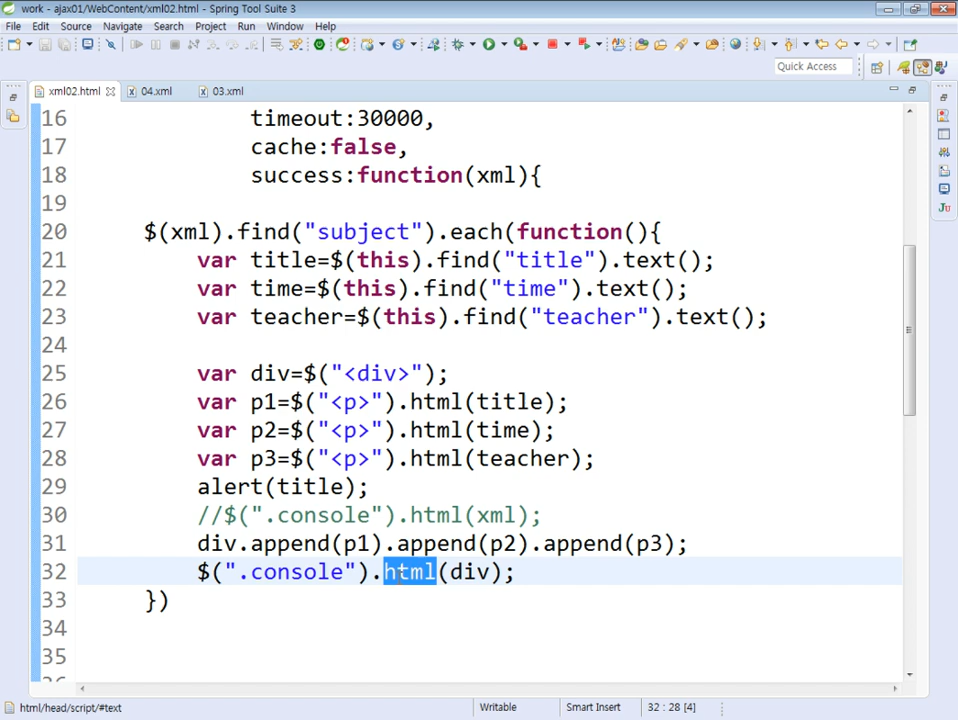 work - ajax01/WebContent/xml02.html - Spring Tool Suite 3
File Edit Source Navigate Search Project Run Window Help
Quick Access
xml02.html 04.xml 03.xml
16 timeout:30000,
17 cache:false,
18 success:function(xml){
19
20 $(xml).find("subject").each(function(){
21 var title=$(this).find("title").text();
22 var time=$(this).find("time").text();
23 var teacher=$(this).find("teacher").text();
24
25 var div=$("<div>");
26 var p1=$("<p>").html(title);
27 var p2=$("<p>").html(time);
28 var p3=$("<p>").html(teacher);
29 alert(title);
30 //$(".console").html(xml);
31 div.append(p1).append(p2).append(p3);
32 $(".console").html(div);
33 })
34
35
html/head/script/#text Writable Smart Insert 32 : 28 [4]